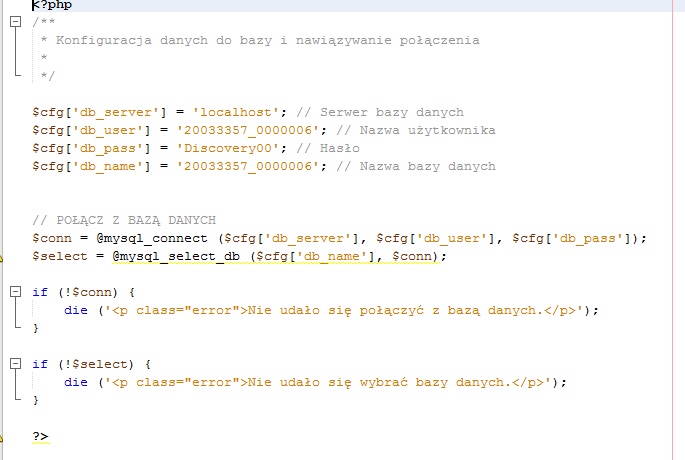 <?php
/**
* Konfiguracja danych do bazy i nawiązywanie połączenia
*
*/
$cfg['db_server'] = 'localhost'; // Serwer bazy danych
$cfg['db_user'] = '20033357_0000006'; // Nazwa użytkownika
$cfg['db_pass'] = 'Discovery00'; // Hasło
$cfg['db_name'] = '20033357_0000006'; // Nazwa bazy danych
// POŁĄCZ Z BAZĄ DANYCH
$conn = @mysql_connect ($cfg['db_server'], $cfg['db_user'], $cfg['db_pass']);
$select = @mysql_select_db ($cfg['db_name'], $conn);
if (!$conn) {
die ('<p class="error">Nie udało się połączyć z bazą danych.</p>');
}
if (!$select) {
die ('<p class="error">Nie udało się wybrać bazy danych.</p>');
}
?>